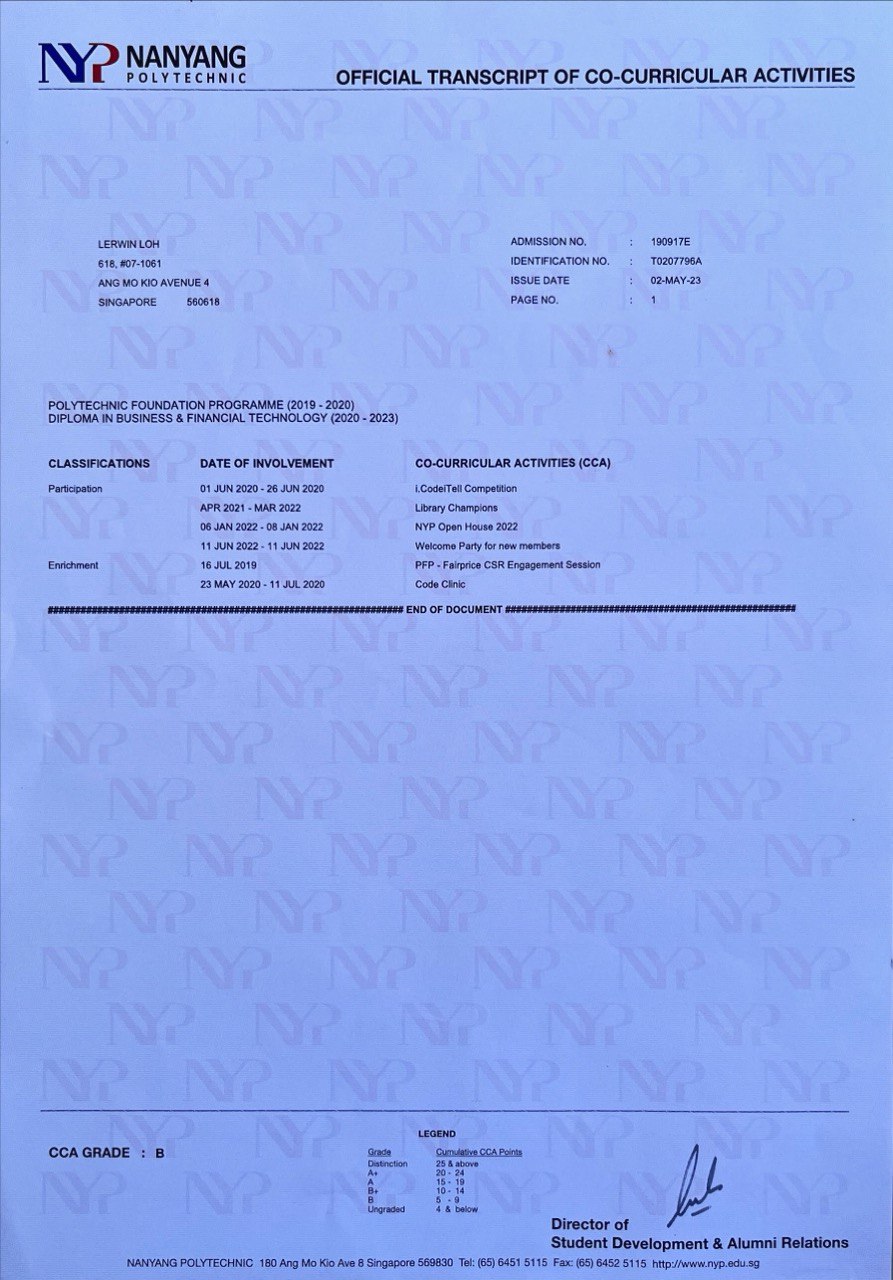 NYP NANYANG
POLYTECHNIC
OFFICIAL TRANSCRIPT OF CO-CURRICULAR ACTIVITIES
LERWIN LOH
618, #07-1061
ANG MO KIO AVENUE 4
SINGAPORE 560618
ADMISSION NO. : 190917E
IDENTIFICATION NO. : T0207796A
ISSUE DATE : 02-MAY-23
PAGE NO. : 1
POLYTECHNIC FOUNDATION PROGRAMME (2019 - 2020)
DIPLOMA IN BUSINESS & FINANCIAL TECHNOLOGY (2020 - 2023)
CLASSIFICATIONS DATE OF INVOLVEMENT CO-CURRICULAR ACTIVITIES (CCA)
Participation 01 JUN 2020 - 26 JUN 2020 i.CodeiTell Competition
APR 2021 - MAR 2022 Library Champions
06 JAN 2022 - 08 JAN 2022 NYP Open House 2022
11 JUN 2022 - 11 JUN 2022 Welcome Party for new members
Enrichment 16 JUL 2019 PFP - Fairprice CSR Engagement Session
23 MAY 2020 - 11 JUL 2020 Code Clinic
END OF DOCUMENT
CCA GRADE : B
LEGEND
Grade Cumulative CCA Points
Distinction 25 & above
A+ 20 - 24
A 15 - 19
B+ 10 - 14
B 5 - 9
Ungraded 4 & below
Director of
Student Development & Alumni Relations
NANYANG POLYTECHNIC 180 Ang Mo Kio Ave 8 Singapore 569830 Tel: (65) 6451 5115 Fax: (65) 6452 5115 http://www.nyp.edu.sg